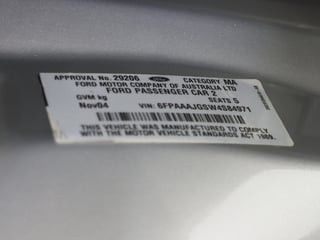 APPROVAL No. 29206 Ford CATEGORY MA
FORD MOTOR COMPANY OF AUSTRALIA LTD
FORD PASSENGER CAR 2
GVM kg SEATS 5
Nov04 VIN: 6FPAAAJGSW4S84971
THIS VEHICLE WAS MANUFACTURED TO COMPLY
WITH THE MOTOR VEHICLE STANDARDS ACT 1989.